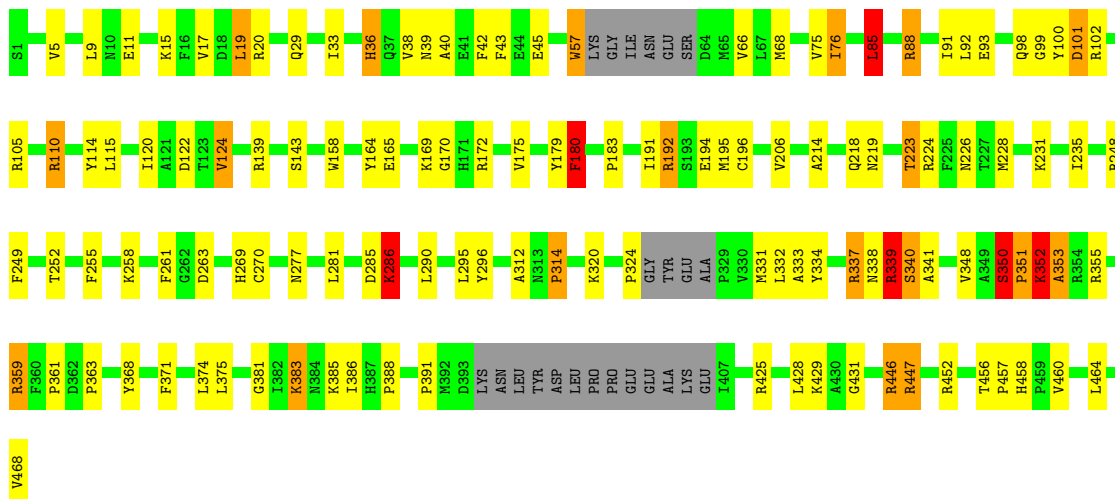 S1 V5 L9 N10 E11 K15 F16 V17 D18 L19 R20 Q29 I33 H36 Q37 V38 N39 A40 E41 F42 F43 E44 E45 W57 LYS GLY ILE ASN GLU SER D64 M65 V66 L67 M68 V75 I76 L85 R88 I91 L92 E93 Q98 G99 Y100 D101 R102
R105 R110 Y114 L115 I120 A121 D122 T123 V124 R139 S143 W158 Y164 E165 K169 G170 H171 R172 V175 Y179 F180 P183 I191 R192 S193 E194 M195 C196 V206 A214 Q218 N219 T223 R224 F225 N226 T227 M228 K231 I235
F249 T252 F255 K258 F261 G262 D263 H269 C270 N277 L281 D285 K286 L290 L295 Y296 A312 N313 P314 K320 P324 GLY TYR GLU ALA P329 V330 M331 L332 A333 Y334 R337 N338 R339 S340 A341 V348 A349 S350 P351 K352 A353 R354 R355
R359 F360 P361 D362 P363 Y368 F371 L374 L375 G381 I382 K383 N384 K385 I386 H387 P388 P391 M392 D393 LYS ASN LEU TYR ASP LEU PRO PRO GLU GLU ALA LYS GLU I407 R425 L428 K429 A430 G431 R446 R447 R452 T456 P457 H458 P459 V460 L464
V468